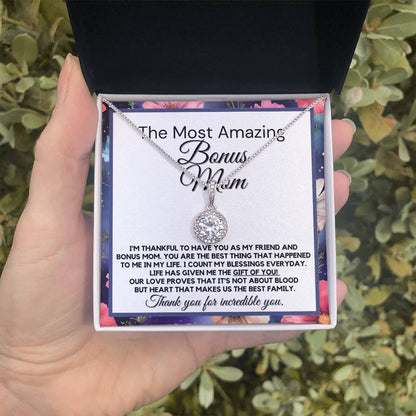 The Most Amazing
Bonus
Mom
I'M THANKFUL TO HAVE YOU AS MY FRIEND AND
BONUS MOM. YOU ARE THE BEST THING THAT HAPPENED
TO ME IN MY LIFE. I COUNT MY BLESSINGS EVERYDAY.
LIFE HAS GIVEN ME THE GIFT OF YOU!
OUR LOVE PROVES THAT IT'S NOT ABOUT BLOOD
BUT HEART THAT MAKES US THE BEST FAMILY.
Thank you for incredible you.